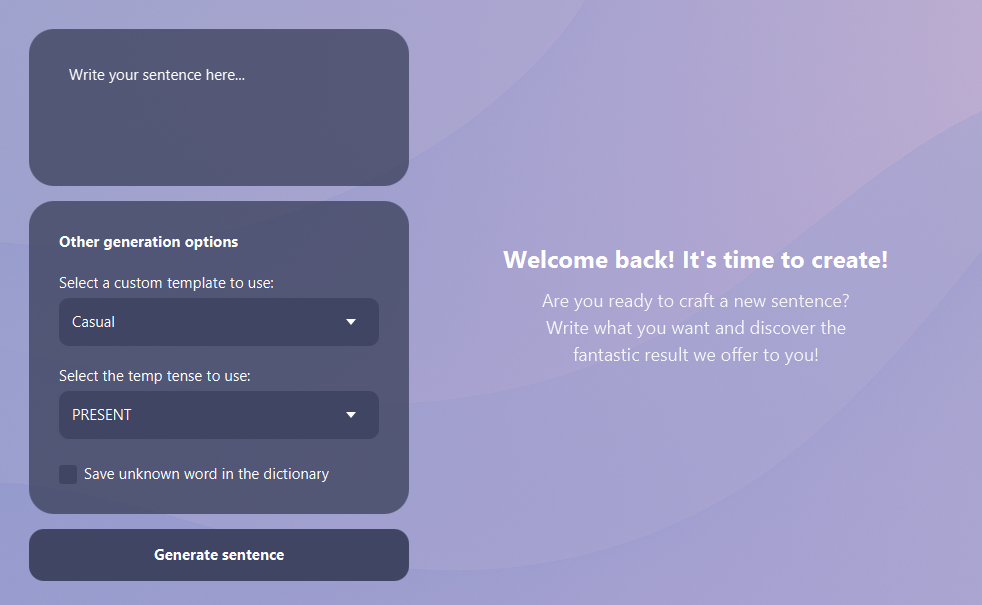 Write your sentence here...
Other generation options
Select a custom template to use:
Casual
Select the temp tense to use:
PRESENT
Save unknown word in the dictionary
Generate sentence
Welcome back! It's time to create!
Are you ready to craft a new sentence?
Write what you want and discover the
fantastic result we offer to you!